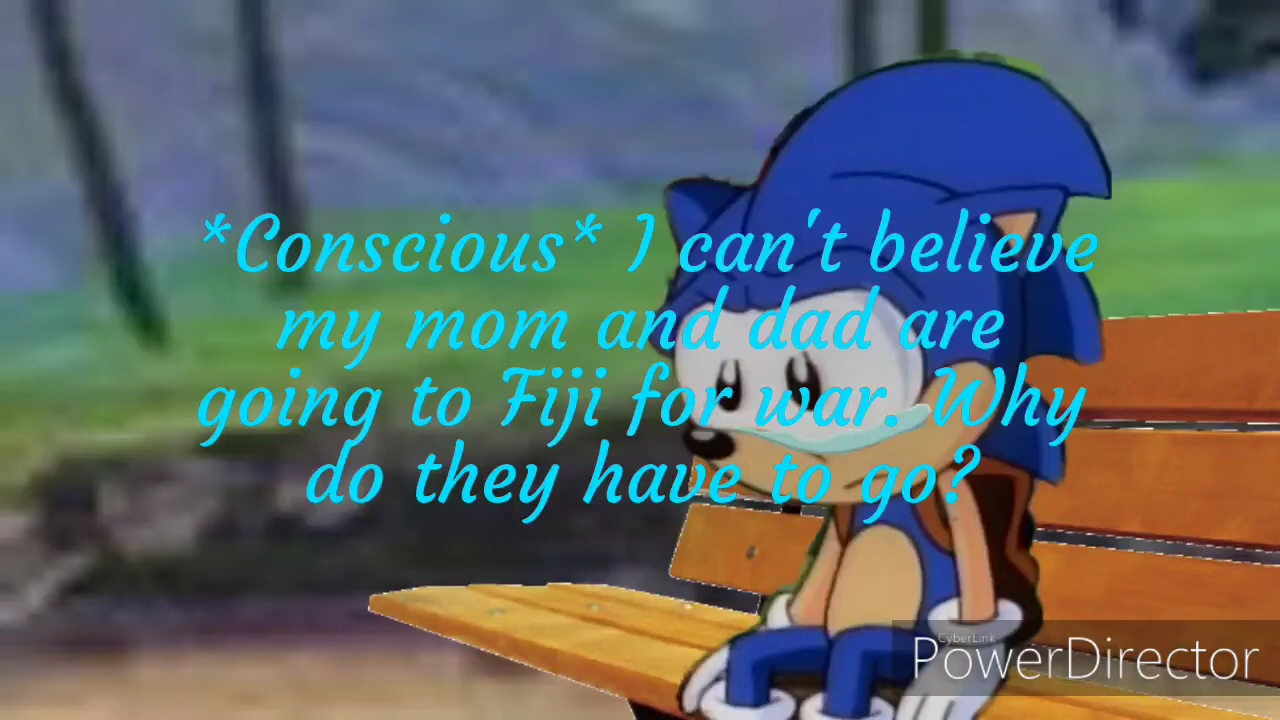 *Conscious* I can't believe
my mom and dad are
going to Fiji for war. Why
do they have to go?
CyberLink
PowerDirector